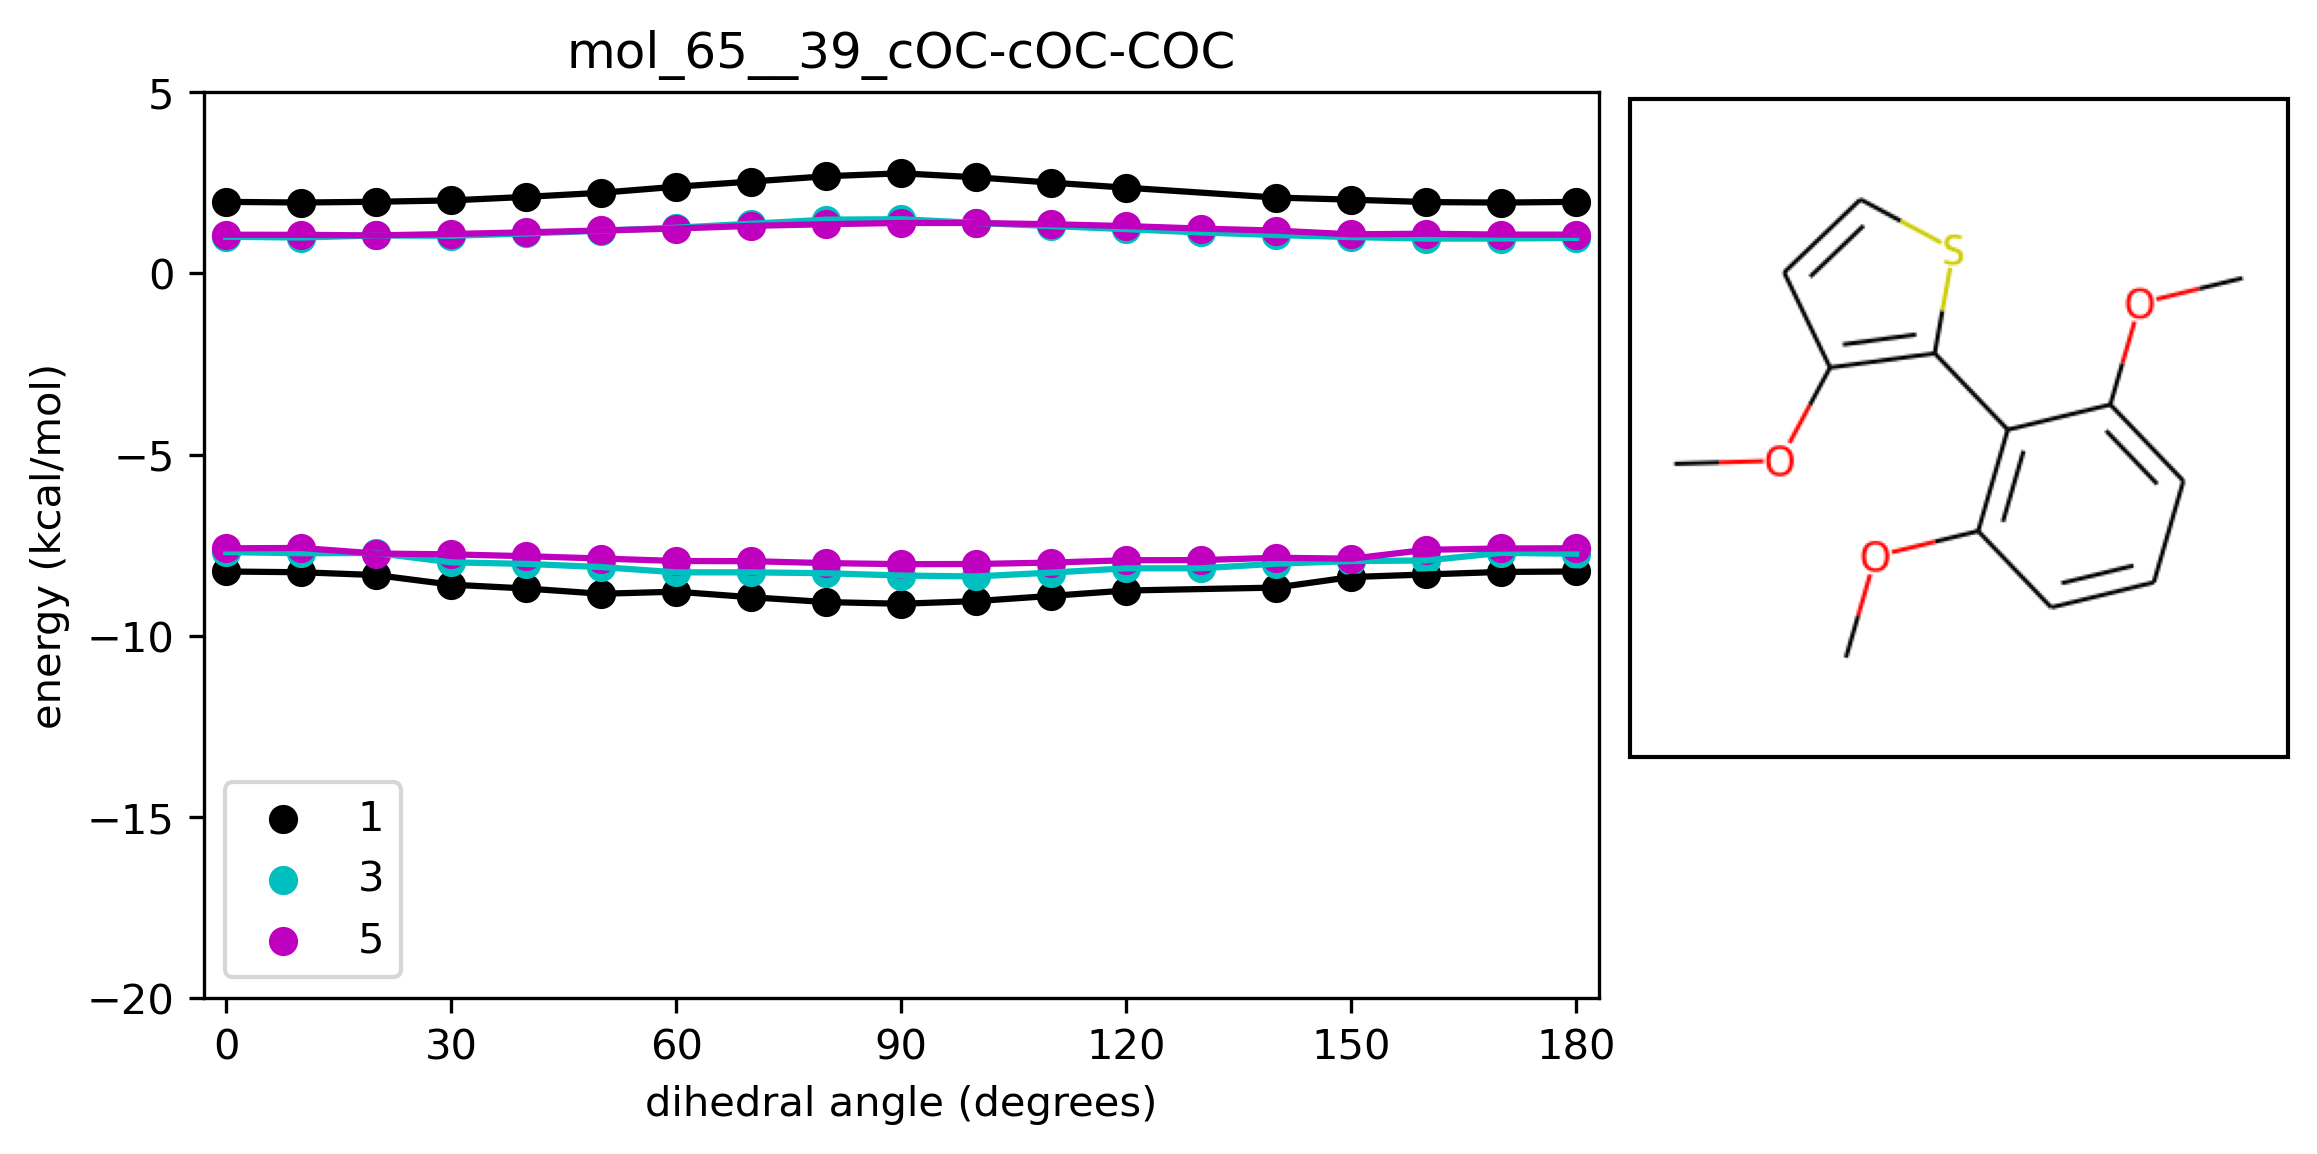 mol_65__39_cOC-cOC-COC
5
0
−5
−10
−15
−20
energy (kcal/mol)
1
3
5
0 30 60 90 120 150 180
dihedral angle (degrees)
S
O
O
O